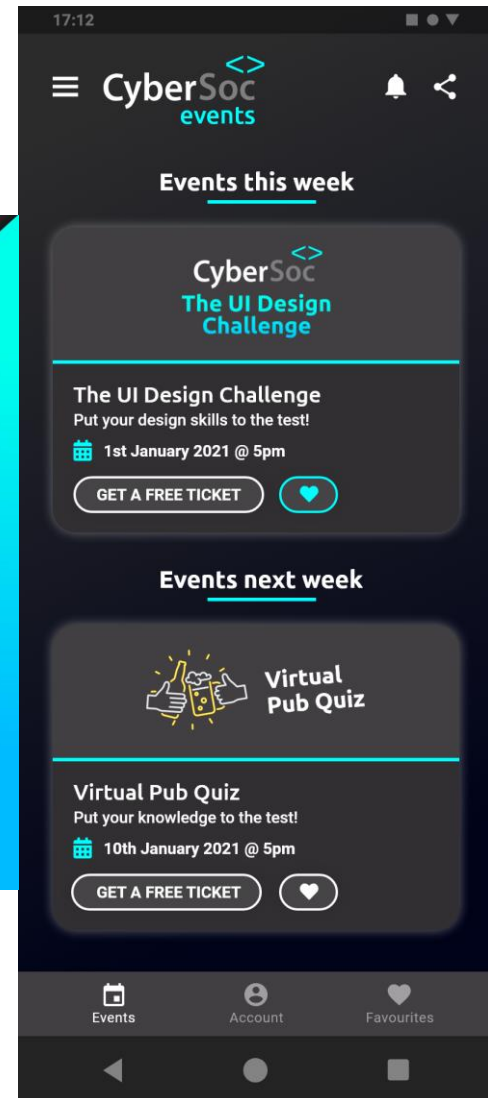 17:12
<>
CyberSoc
events
Events this week
<>
CyberSoc
The UI Design
Challenge
The UI Design Challenge
Put your design skills to the test!
1st January 2021 @ 5pm
GET A FREE TICKET
Events next week
Virtual
Pub Quiz
Virtual Pub Quiz
Put your knowledge to the test!
10th January 2021 @ 5pm
GET A FREE TICKET
Events Account Favourites